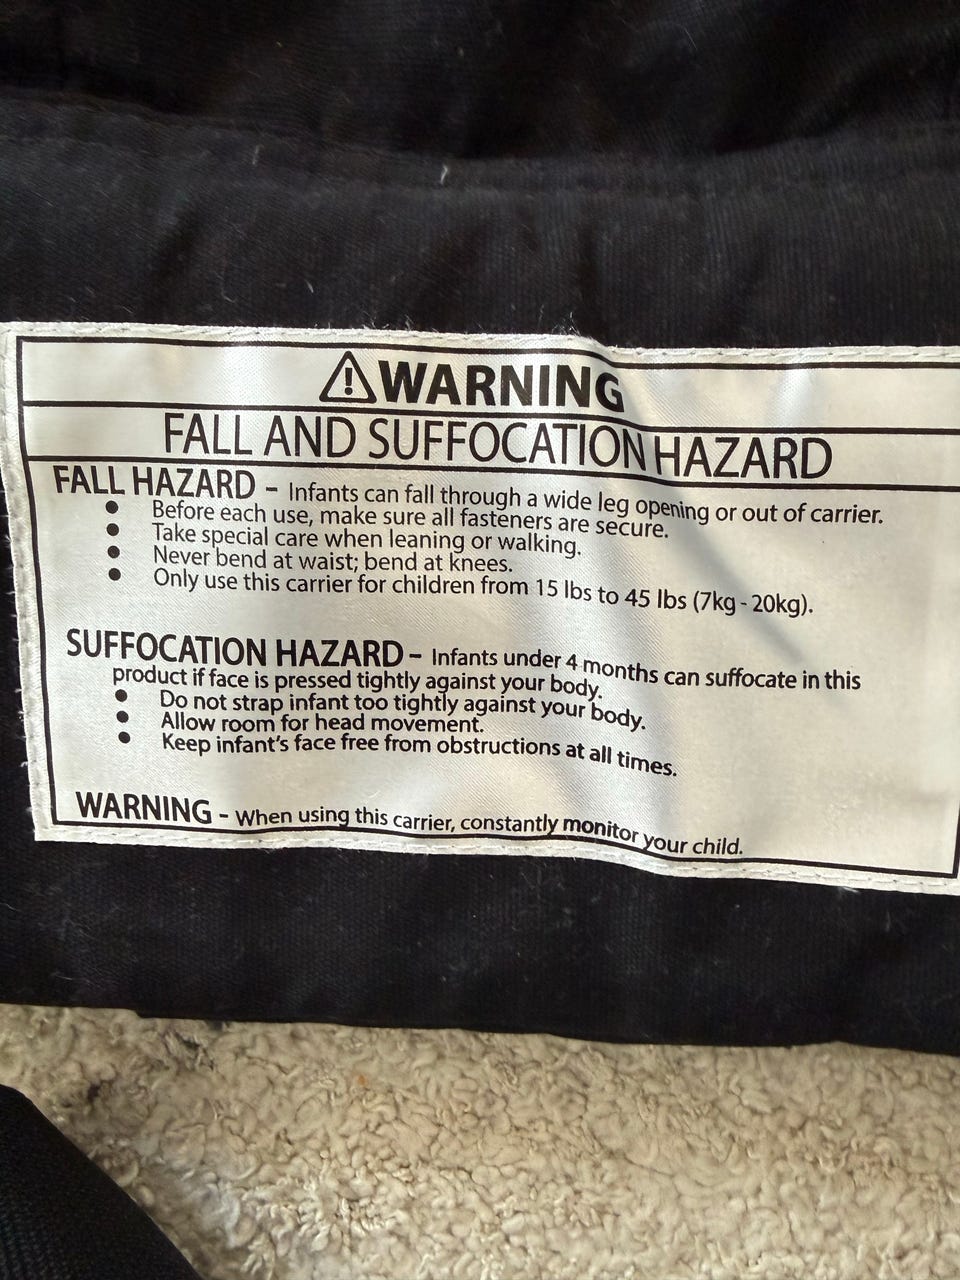 ⚠WARNING
FALL AND SUFFOCATION HAZARD
FALL HAZARD - Infants can fall through a wide leg opening or out of carrier.
• Before each use, make sure all fasteners are secure.
• Take special care when leaning or walking.
• Never bend at waist; bend at knees.
• Only use this carrier for children from 15 lbs to 45 lbs (7kg - 20kg).
SUFFOCATION HAZARD - Infants under 4 months can suffocate in this
product if face is pressed tightly against your body.
• Do not strap infant too tightly against your body.
• Allow room for head movement.
• Keep infant's face free from obstructions at all times.
WARNING - When using this carrier, constantly monitor your child.